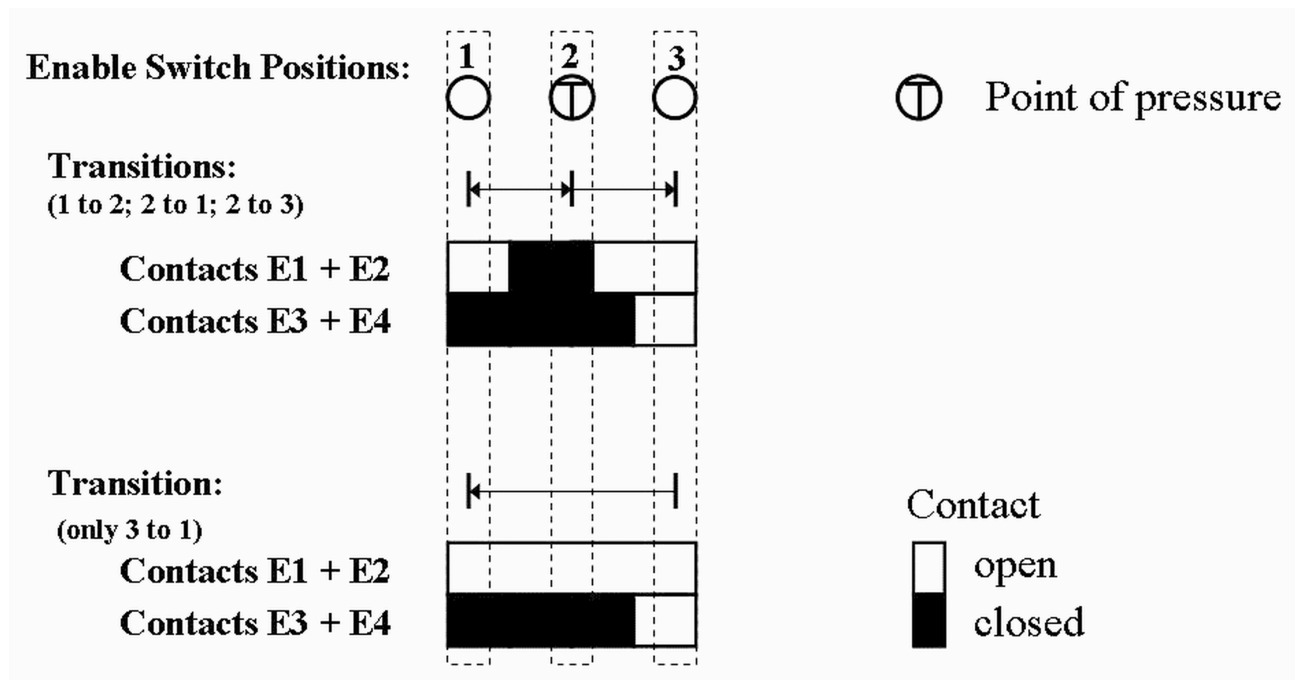 Enable Switch Positions:
1 2 3
T Point of pressure
Transitions:
(1 to 2; 2 to 1; 2 to 3)
Contacts E1 + E2
Contacts E3 + E4
Transition:
(only 3 to 1)
Contacts E1 + E2
Contacts E3 + E4
Contact
open
closed